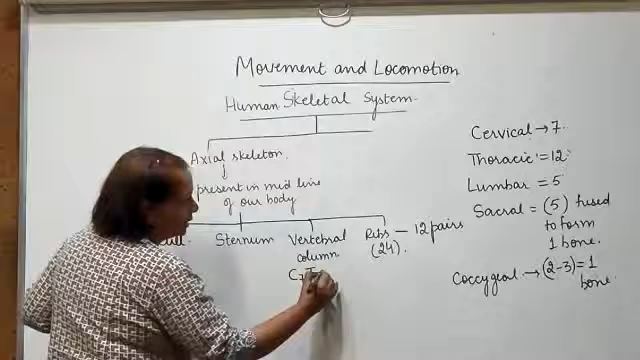 Movement and Locomotion
Human Skeletal System.
Axial skeleton.
present in mid line
of our body
Sternum
Vertebral
column
C7T
Ribs — 12 pairs
(24).
Cervical → 7.
Thoracic = 12
Lumbar = 5
Sacral = (5) fused
to form
1 bone.
Coccygeal → (2-3) = 1
bone.